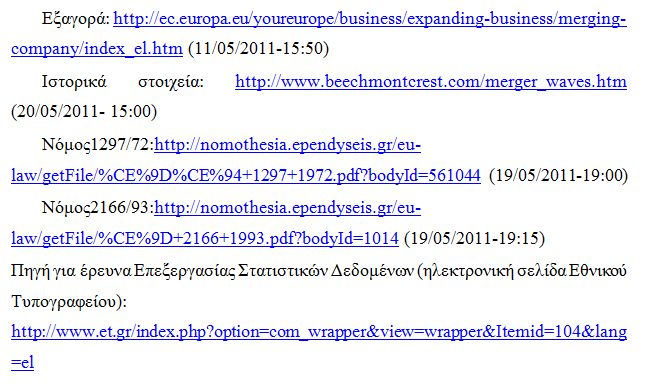 Εξαγορά: http://ec.europa.eu/youreurope/business/expanding-business/merging-
company/index_el.htm (11/05/2011-15:50)
Ιστορικά στοιχεία: http://www.beechmontcrest.com/merger_waves.htm
(20/05/2011- 15:00)
Νόμος1297/72:http://nomothesia.ependyseis.gr/eu-
law/getFile/%CE%9D%CE%94+1297+1972.pdf?bodyId=561044 (19/05/2011-19:00)
Νόμος2166/93:http://nomothesia.ependyseis.gr/eu-
law/getFile/%CE%9D+2166+1993.pdf?bodyId=1014 (19/05/2011-19:15)
Πηγή για έρευνα Επεξεργασίας Στατιστικών Δεδομένων (ηλεκτρονική σελίδα Εθνικού
Τυπογραφείου):
http://www.et.gr/index.php?option=com_wrapper&view=wrapper&Itemid=104&lang
=el